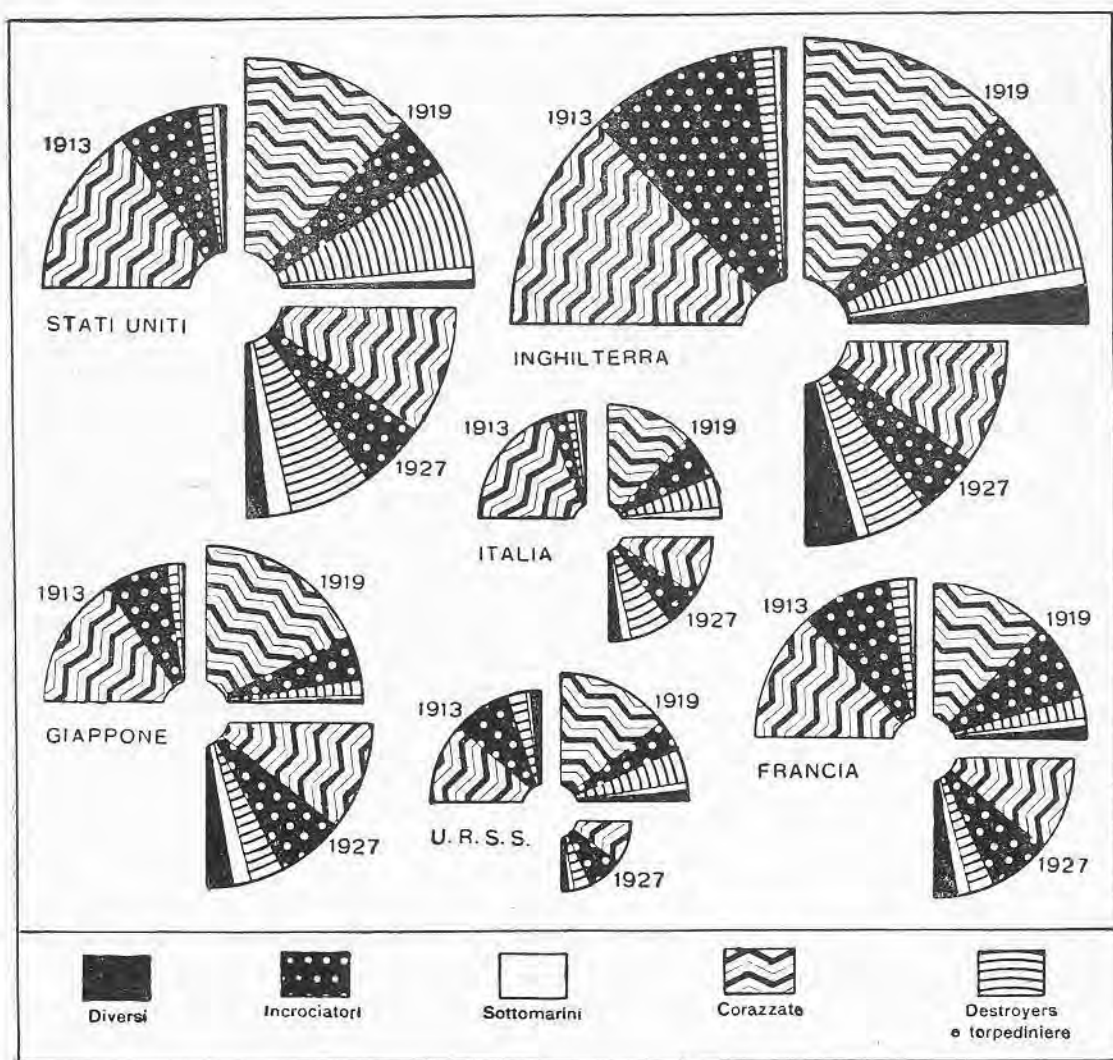 1913
1919
STATI UNITI
1927
1913
1919
INGHILTERRA
1927
1913
1919
ITALIA
1927
1913
1919
GIAPPONE
1927
1913
1919
U. R. S. S.
1927
1913
1919
FRANCIA
1927
Diversi
Incrociatori
Sottomarini
Corazzate
Destroyers
e torpediniere